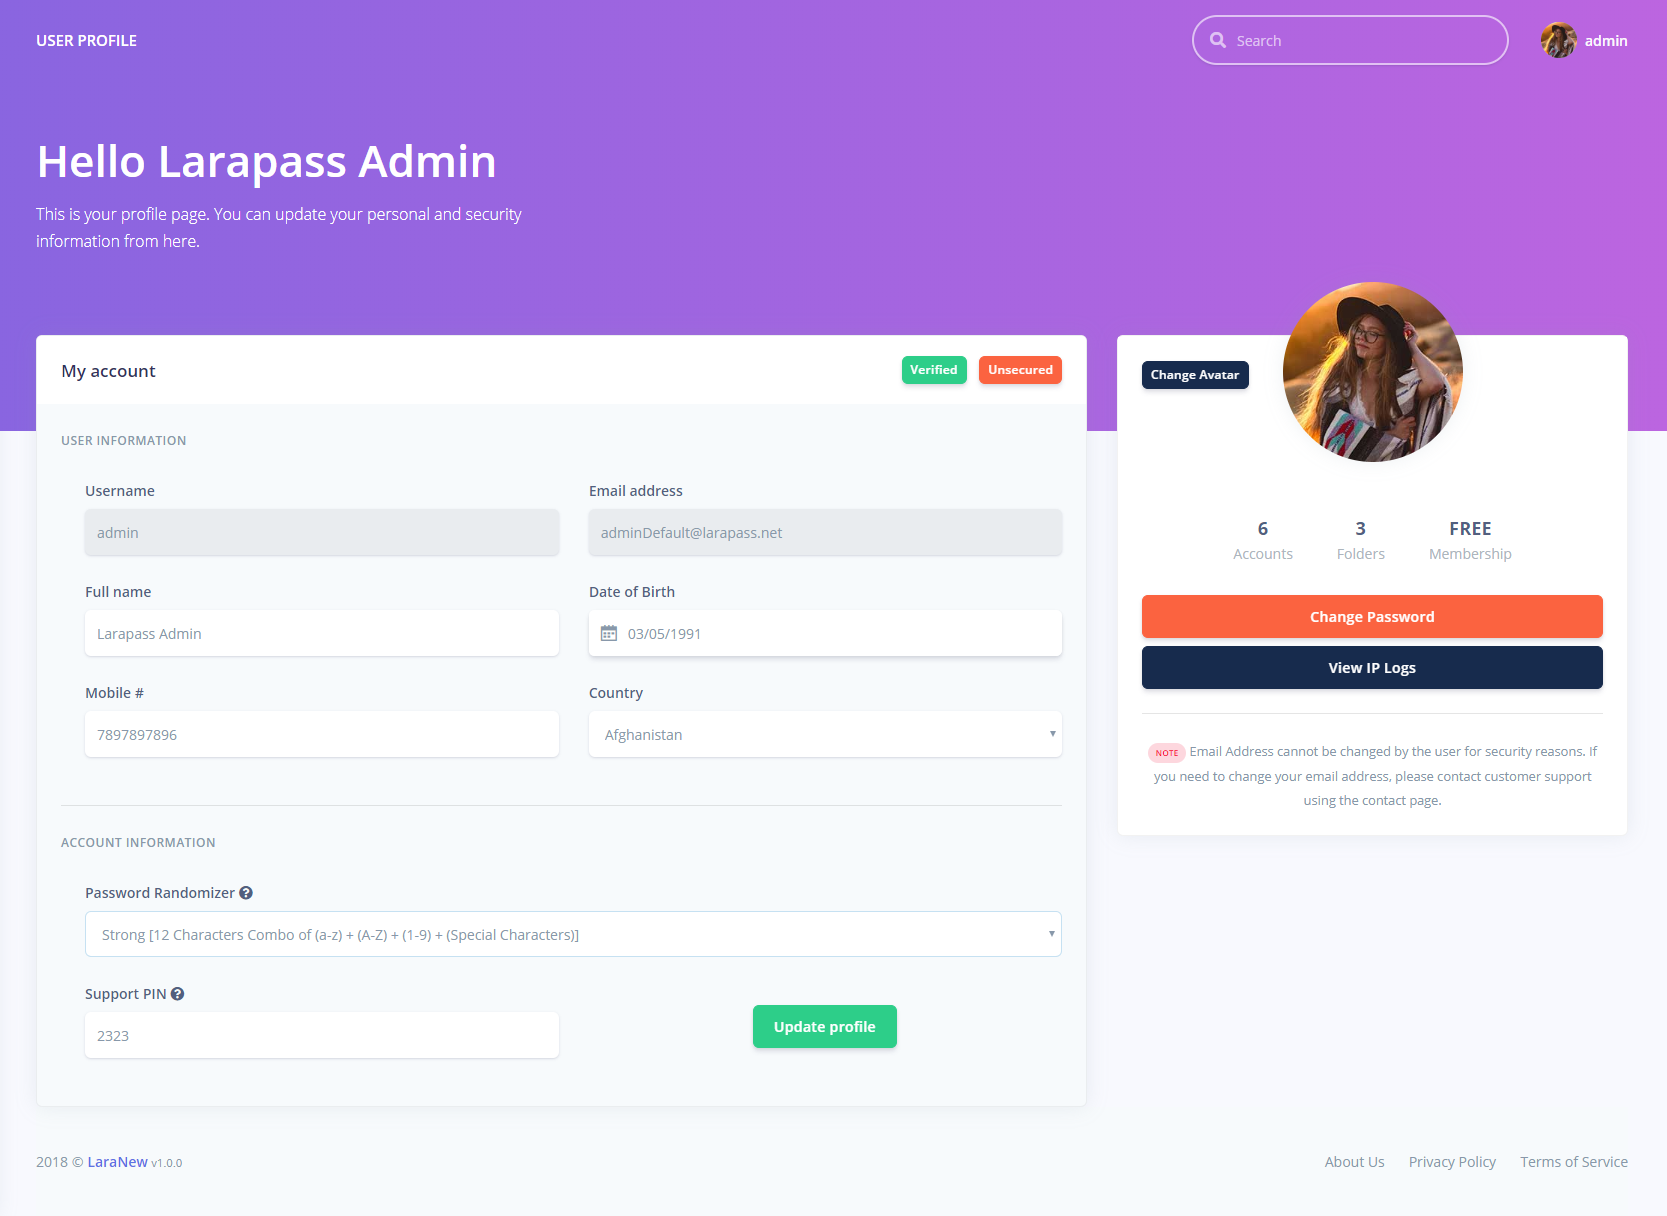 USER PROFILE
Search
admin
Hello Larapass Admin
This is your profile page. You can update your personal and security
information from here.
My account
Verified
Unsecured
USER INFORMATION
Username
Email address
admin
adminDefault@larapass.net
Full name
Date of Birth
Larapass Admin
03/05/1991
Mobile #
Country
7897897896
Afghanistan
ACCOUNT INFORMATION
Password Randomizer
Strong [12 Characters Combo of (a-z) + (A-Z) + (1-9) + (Special Characters)]
Support PIN
2323
Update profile
Change Avatar
6
Accounts
3
Folders
FREE
Membership
Change Password
View IP Logs
NOTE Email Address cannot be changed by the user for security reasons. If
you need to change your email address, please contact customer support
using the contact page.
2018 © LaraNew v1.0.0
About Us
Privacy Policy
Terms of Service